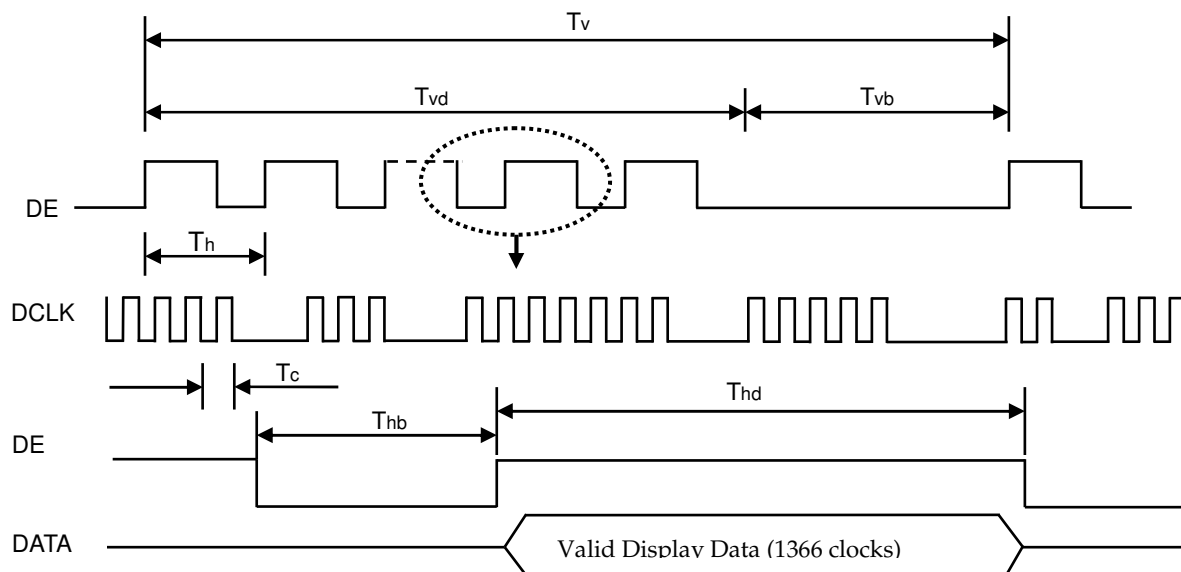 Tv
Tvd
Tvb
DE
Th
DCLK
Tc
Thd
Thb
DE
DATA
Valid Display Data (1366 clocks)